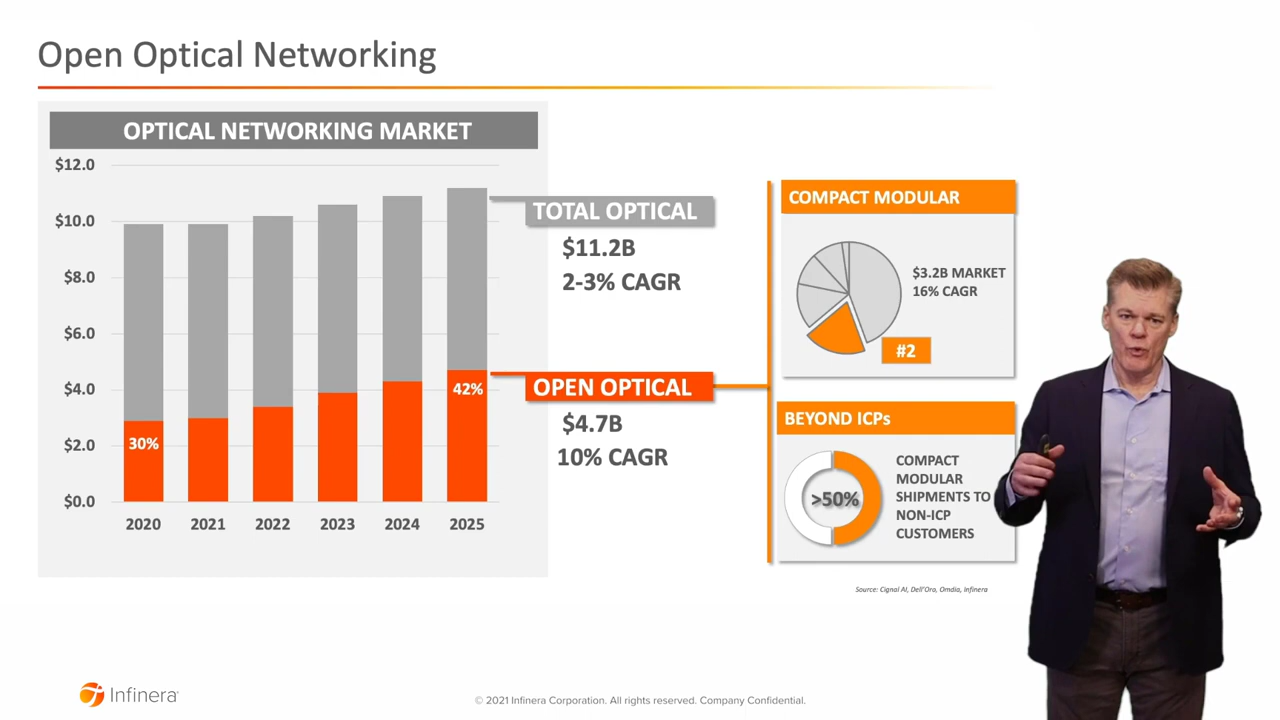 Open Optical Networking
OPTICAL NETWORKING MARKET
$12.0
$10.0
$8.0
$6.0
$4.0
$2.0
$0.0
30%
42%
2020 2021 2022 2023 2024 2025
TOTAL OPTICAL
$11.2B
2-3% CAGR
OPEN OPTICAL
$4.7B
10% CAGR
COMPACT MODULAR
$3.2B MARKET
16% CAGR
#2
BEYOND ICPs
>50%
COMPACT
MODULAR
SHIPMENTS TO
NON-ICP
CUSTOMERS
Source: Cignal AI, Dell'Oro, Omdia, Infinera
Infinera
© 2021 Infinera Corporation. All rights reserved. Company Confidential.